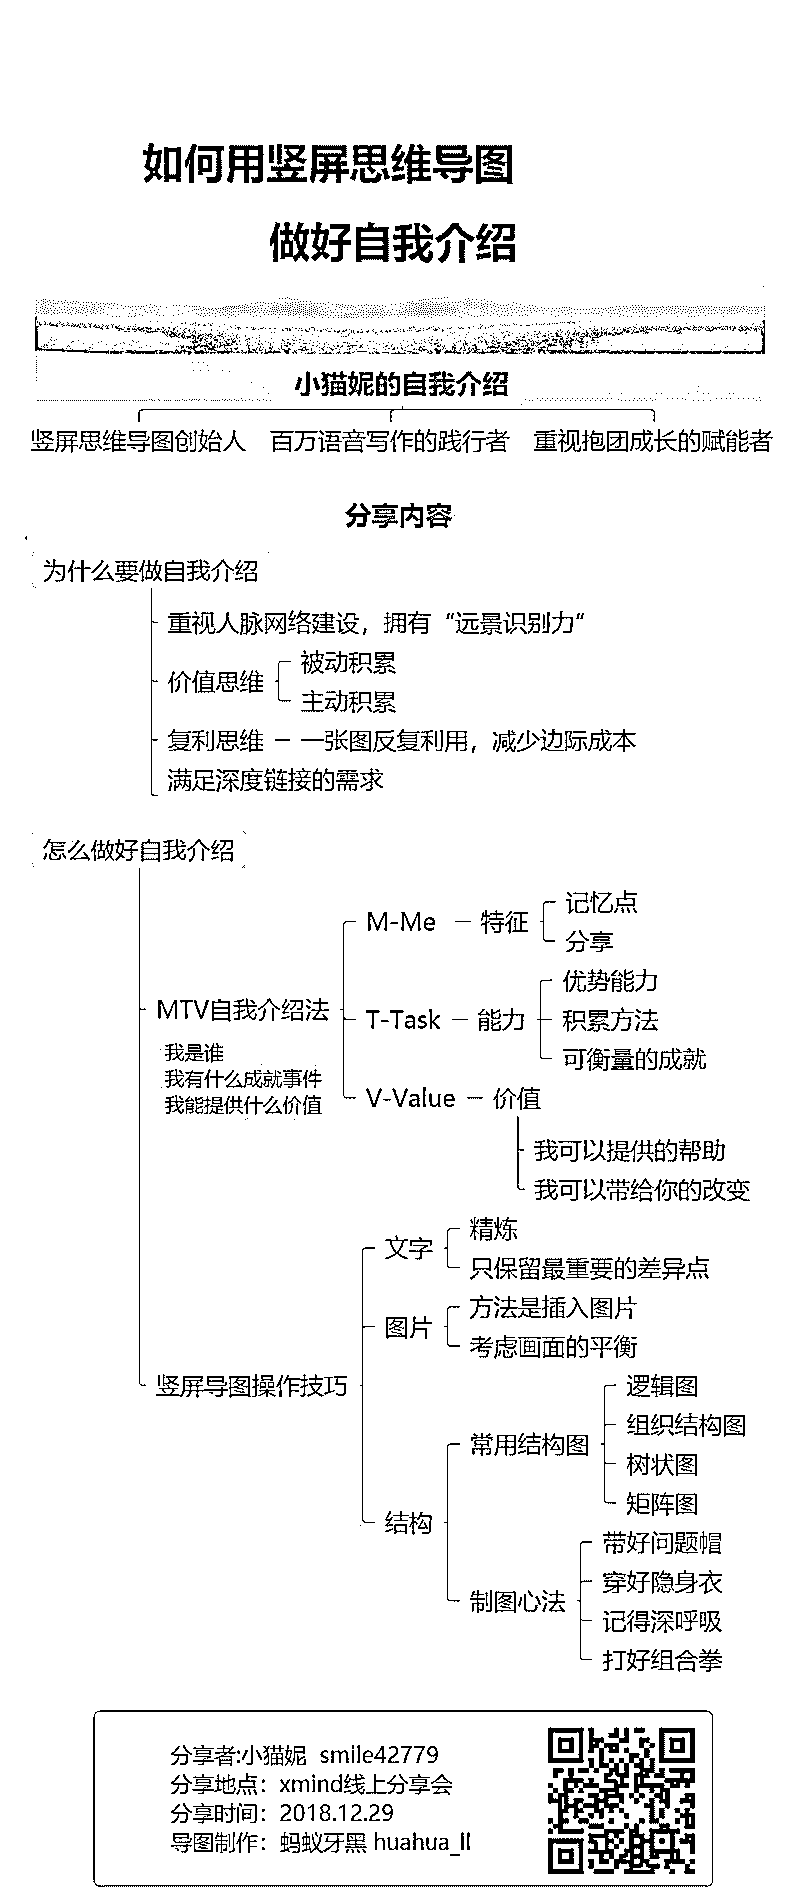 如何用竖屏思维导图
做好自我介绍
小猫妮的自我介绍
竖屏思维导图创始人 百万语音写作的践行者 重视抱团成长的赋能者
分享内容
为什么要做自我介绍
重视人脉网络建设，拥有“远景识别力”
价值思维
被动积累
主动积累
复利思维 一张图反复利用，减少边际成本
满足深度链接的需求
怎么做好自我介绍
MTV自我介绍法
我是谁
我有什么成就事件
我能提供什么价值
M-Me 特征
记忆点
分享
T-Task 能力
优势能力
积累方法
可衡量的成就
V-Value 价值
我可以提供的帮助
我可以带给你的改变
竖屏导图操作技巧
文字
精炼
只保留最重要的差异点
图片
方法是插入图片
考虑画面的平衡
结构
常用结构图
逻辑图
组织结构图
树状图
矩阵图
制图心法
带好问题帽
穿好隐身衣
记得深呼吸
打好组合拳
分享者:小猫妮 smile42779
分享地点：xmind线上分享会
分享时间：2018.12.29
导图制作：蚂蚁牙黑 huahua_ll